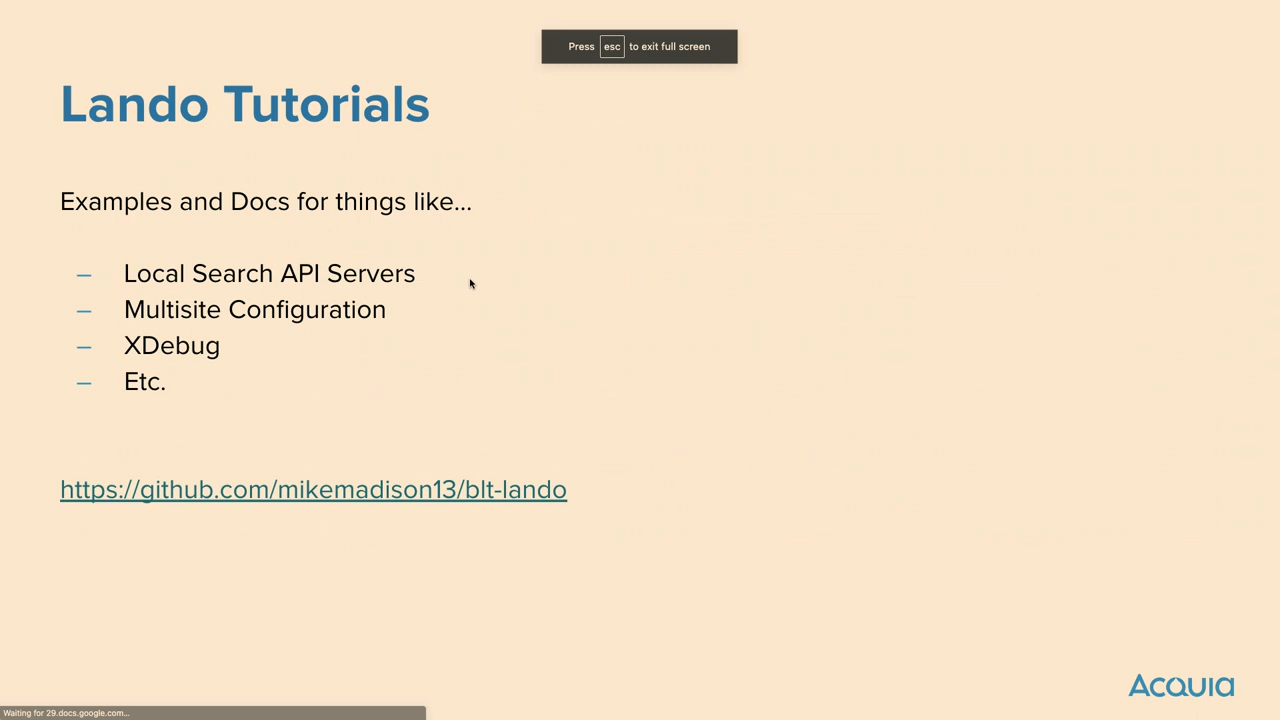 Press esc to exit full screen
Lando Tutorials
Examples and Docs for things like...
– Local Search API Servers
– Multisite Configuration
– XDebug
– Etc.
https://github.com/mikemadison13/blt-lando
ACQUIA
Waiting for 29.docs.google.com...